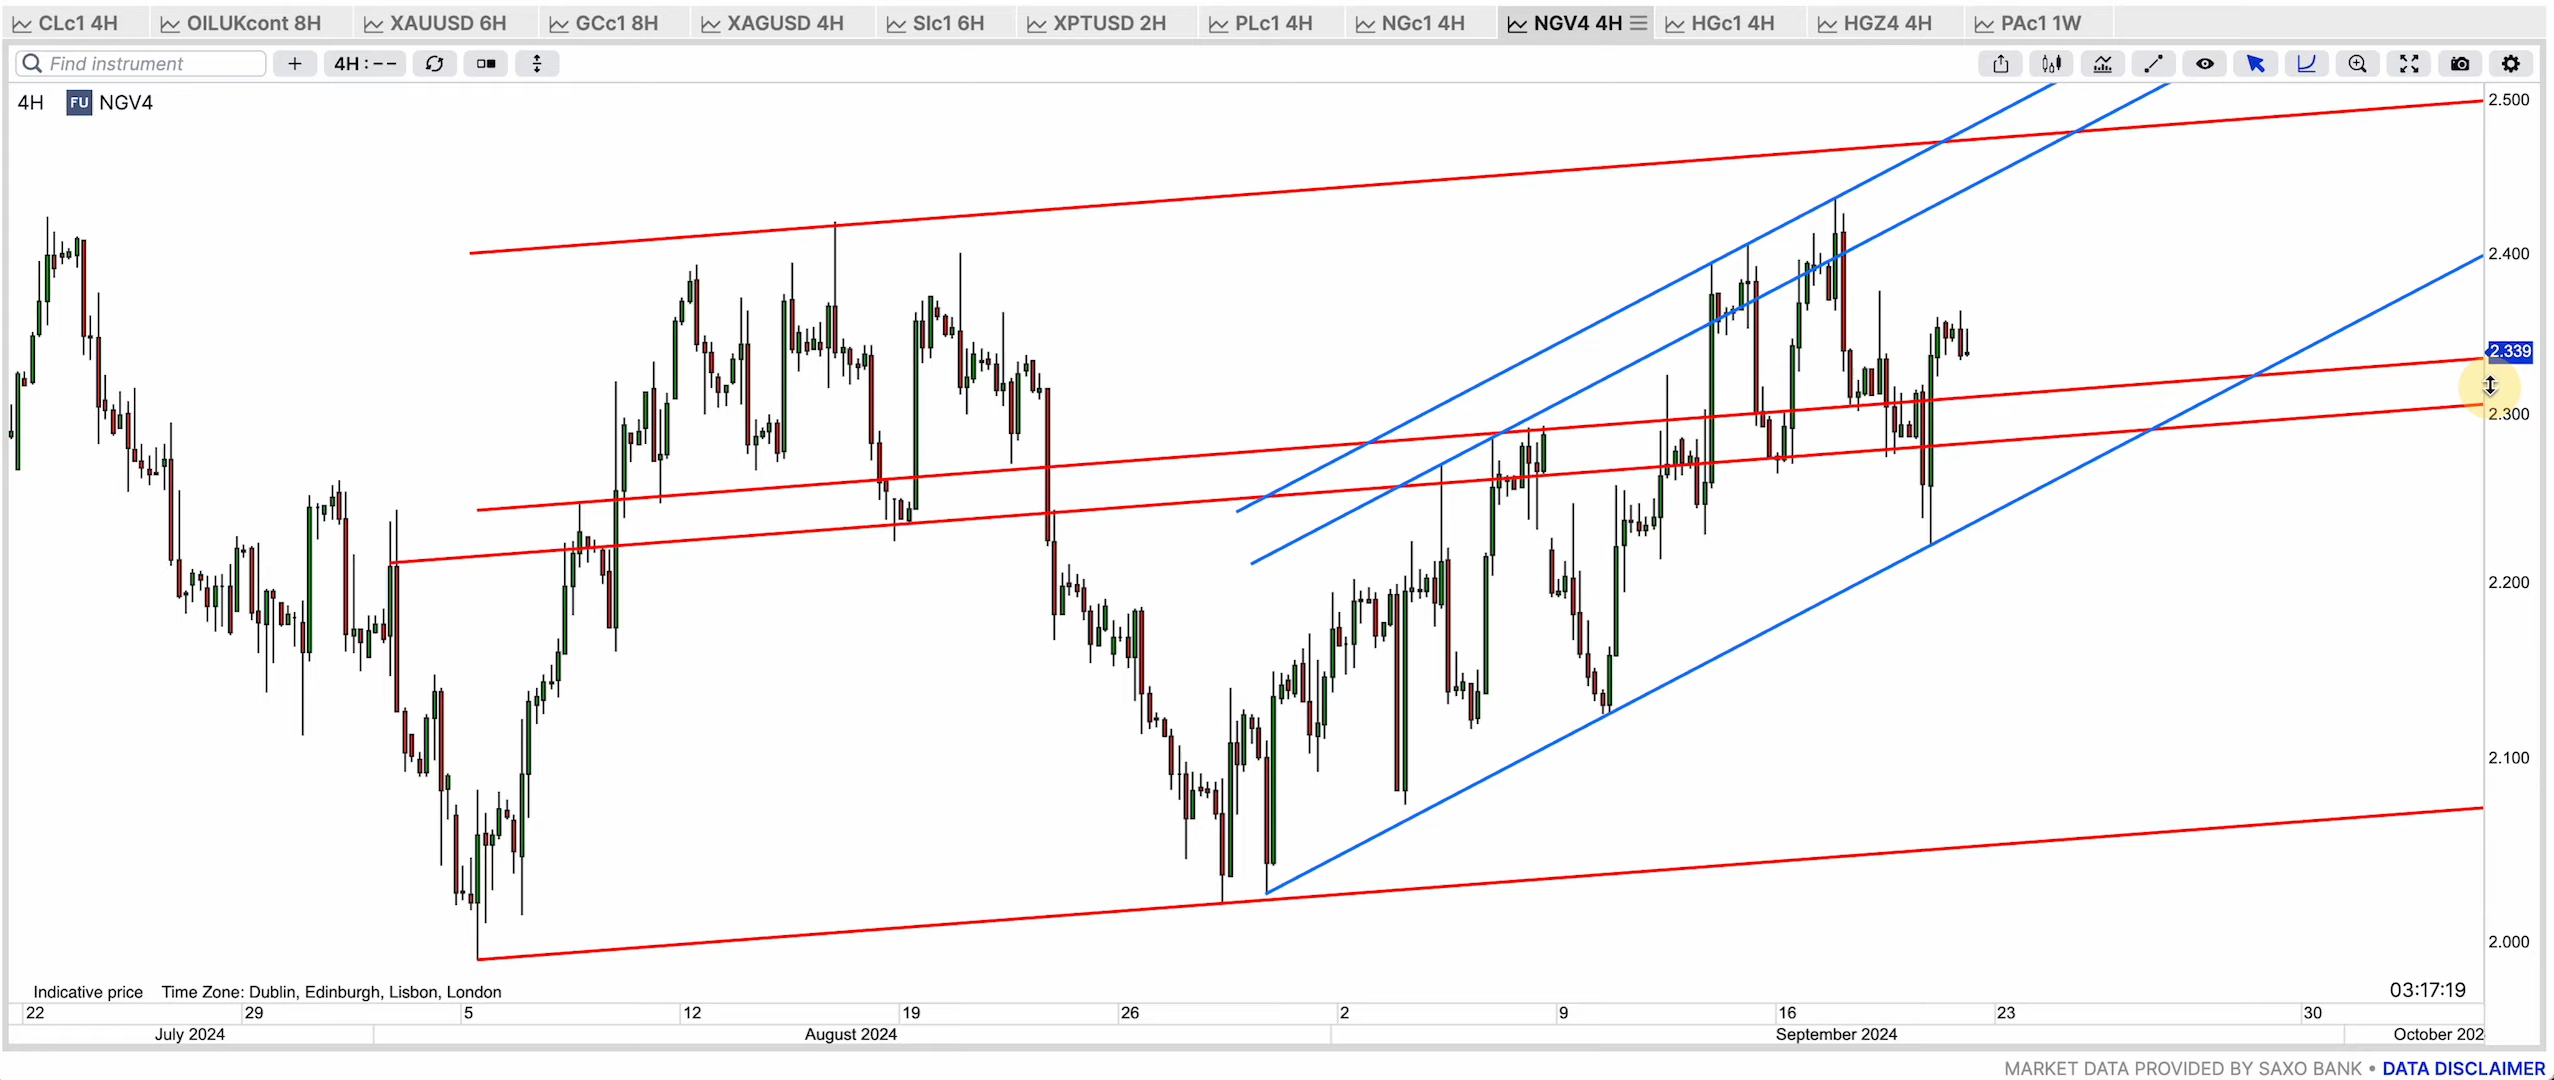 CLc1 4H OILUKcont 8H XAUUSD 6H GCc1 8H XAGUSD 4H SIc1 6H XPTUSD 2H PLc1 4H NGc1 4H NGV4 4H HGc1 4H HGZ4 4H PAc1 1W
Find instrument + 4H : --
4H FU NGV4
2.500
2.400
2.339
2.300
2.200
2.100
2.000
Indicative price Time Zone: Dublin, Edinburgh, Lisbon, London 03:17:19
22 29 5 12 19 26 2 9 16 23 30
July 2024 August 2024 September 2024 October 202
MARKET DATA PROVIDED BY SAXO BANK • DATA DISCLAIMER